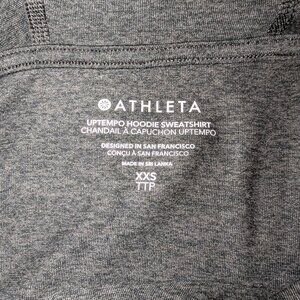 ATHLETA
UPTEMPO HOODIE SWEATSHIRT
CHANDAIL À CAPUCHON UPTEMPO
DESIGNED IN SAN FRANCISCO
CONÇU À SAN FRANCISCO
MADE IN SRI LANKA
XXS
TTP